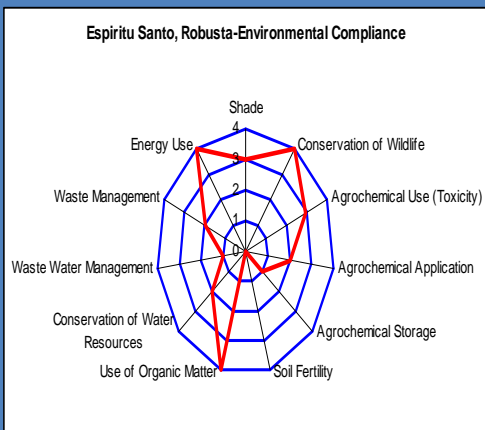 Espiritu Santo, Robusta-Environmental Compliance
Shade
4
Energy Use
Conservation of Wildlife
3
Waste Management
Agrochemical Use (Toxicity)
2
1
Waste Water Management
0
Agrochemical Application
Conservation of Water
Resources
Agrochemical Storage
Use of Organic Matter
Soil Fertility